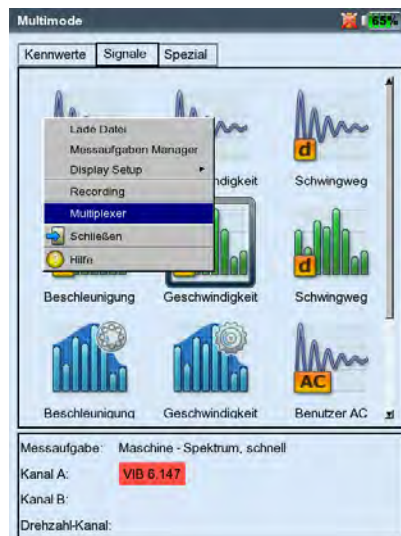 Multimode
65%
Kennwerte Signale Spezial
Lade Datei
Messaufgaben Manager
Display Setup
Recording
Multiplexer
Schließen
Hilfe
ndigkeit
d
Schwingweg
d
Beschleunigung Geschwindigkeit Schwingweg
AC
Beschleunigung Geschwindigkeit Benutzer AC
Messaufgabe: Maschine - Spektrum, schnell
Kanal A: VIB 6.147
Kanal B:
Drehzahl-Kanal: